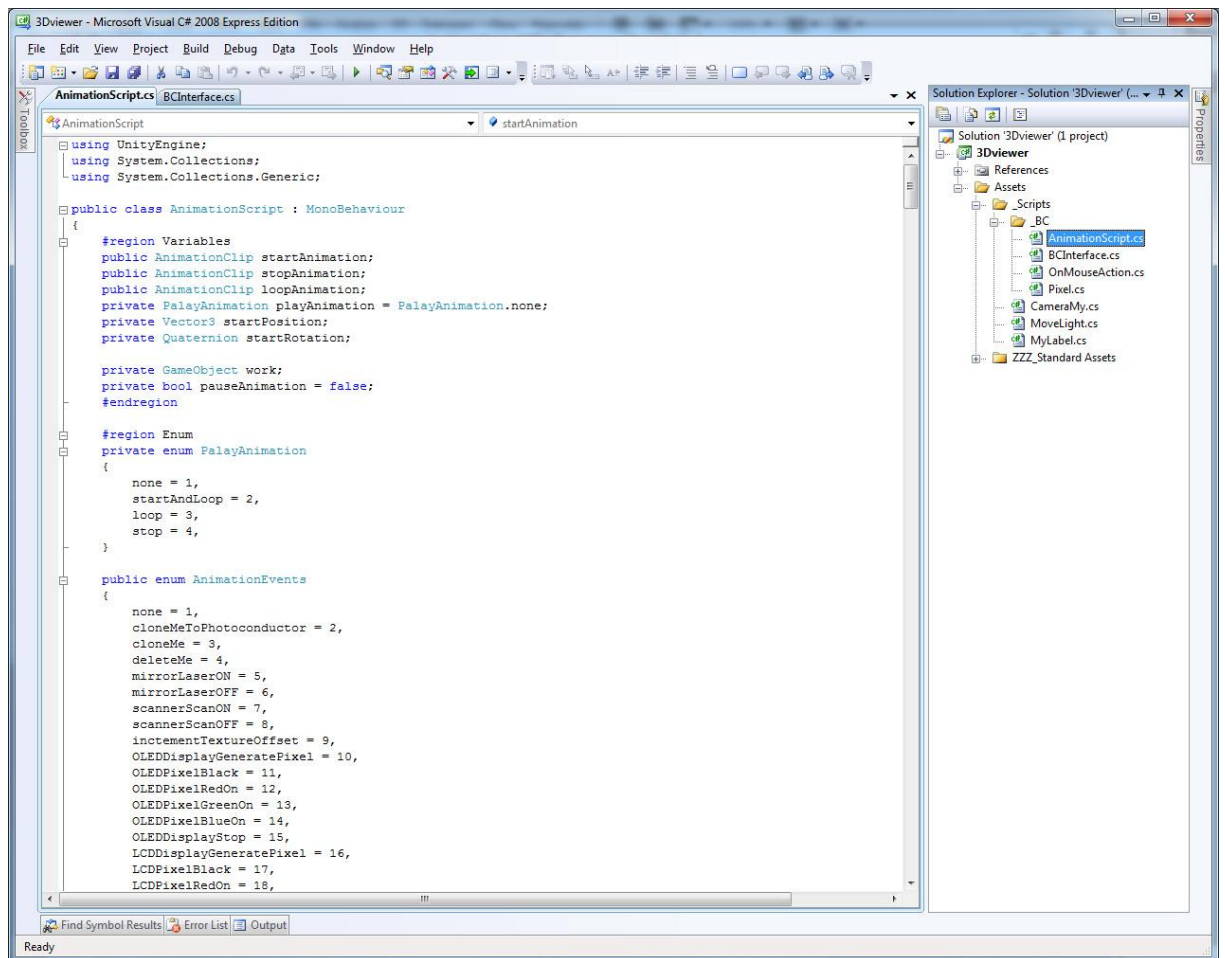 3Dviewer - Microsoft Visual C# 2008 Express Edition
File Edit View Project Build Debug Data Tools Window Help
Toolbox
AnimationScript.cs BCInterface.cs
AnimationScript startAnimation
using UnityEngine;
using System.Collections;
using System.Collections.Generic;
public class AnimationScript : MonoBehaviour
{
#region Variables
public AnimationClip startAnimation;
public AnimationClip stopAnimation;
public AnimationClip loopAnimation;
private PalayAnimation playAnimation = PalayAnimation.none;
private Vector3 startPosition;
private Quaternion startRotation;
private GameObject work;
private bool pauseAnimation = false;
#endregion
#region Enum
private enum PalayAnimation
{
none = 1,
startAndLoop = 2,
loop = 3,
stop = 4,
}
public enum AnimationEvents
{
none = 1,
cloneMeToPhotoconductor = 2,
cloneMe = 3,
deleteMe = 4,
mirrorLaserON = 5,
mirrorLaserOFF = 6,
scannerScanON = 7,
scannerScanOFF = 8,
inctementTextureOffset = 9,
OLEDDisplayGeneratePixel = 10,
OLEDPixelBlack = 11,
OLEDPixelRedOn = 12,
OLEDPixelGreenOn = 13,
OLEDPixelBlueOn = 14,
OLEDDisplayStop = 15,
LCDDisplayGeneratePixel = 16,
LCDPixelBlack = 17,
LCDPixelRedOn = 18,
Solution Explorer - Solution '3Dviewer' (...
Solution '3Dviewer' (1 project)
3Dviewer
References
Assets
_Scripts
_BC
AnimationScript.cs
BCInterface.cs
OnMouseAction.cs
Pixel.cs
CameraMy.cs
MoveLight.cs
MyLabel.cs
ZZZ_Standard Assets
Properties
Find Symbol Results Error List Output
Ready